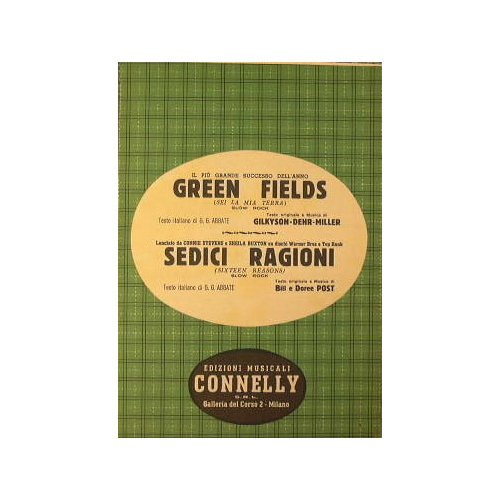 IL PIÙ GRANDE SUCCESSO DELL'ANNO
GREEN FIELDS
(SEI LA MIA TERRA)
SLOW ROCK
Testo italiano di G. G. ABBATE
Testo originale e Musica di
GILKYSON-DEHR-MILLER
Lanciato da CONNIE STEVENS e SHEILA BUXTON su dischi Warner Bros e Top Rank
SEDICI RAGIONI
(SIXTEEN REASONS)
SLOW ROCK
Testo italiano di G. G. ABBATE
Testo originale e Musica di
Bill e Doree POST
EDIZIONI MUSICALI
CONNELLY
S.R.L.
Galleria del Corso 2 - Milano